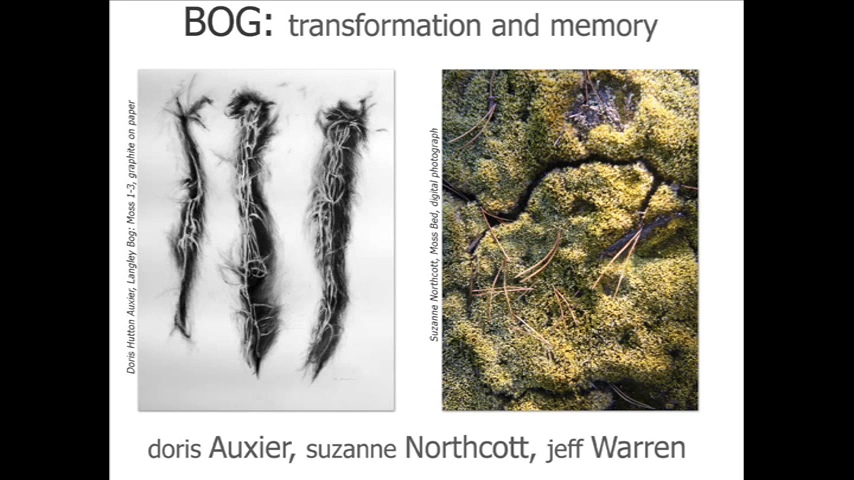 BOG: transformation and memory
Doris Hutton Auxier, Langley Bog: Moss 1-3, graphite on paper
Suzanne Northcott, Moss Bed, digital photograph
doris Auxier, suzanne Northcott, jeff Warren